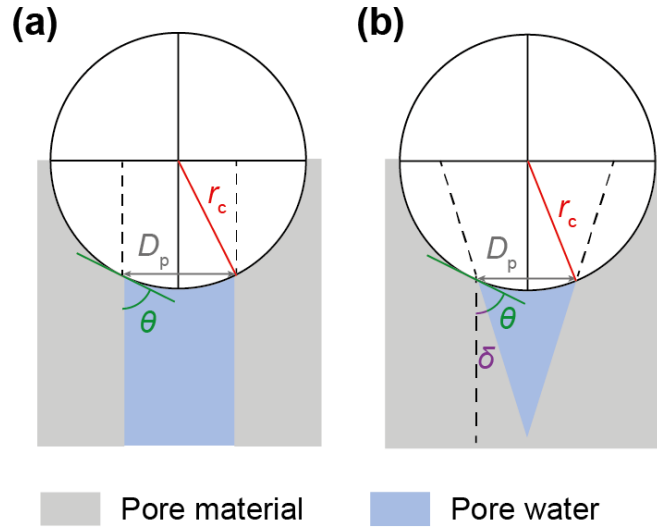 (a)
(b)
r_c
r_c
D_p
D_p
θ
θ
δ
Pore material
Pore water